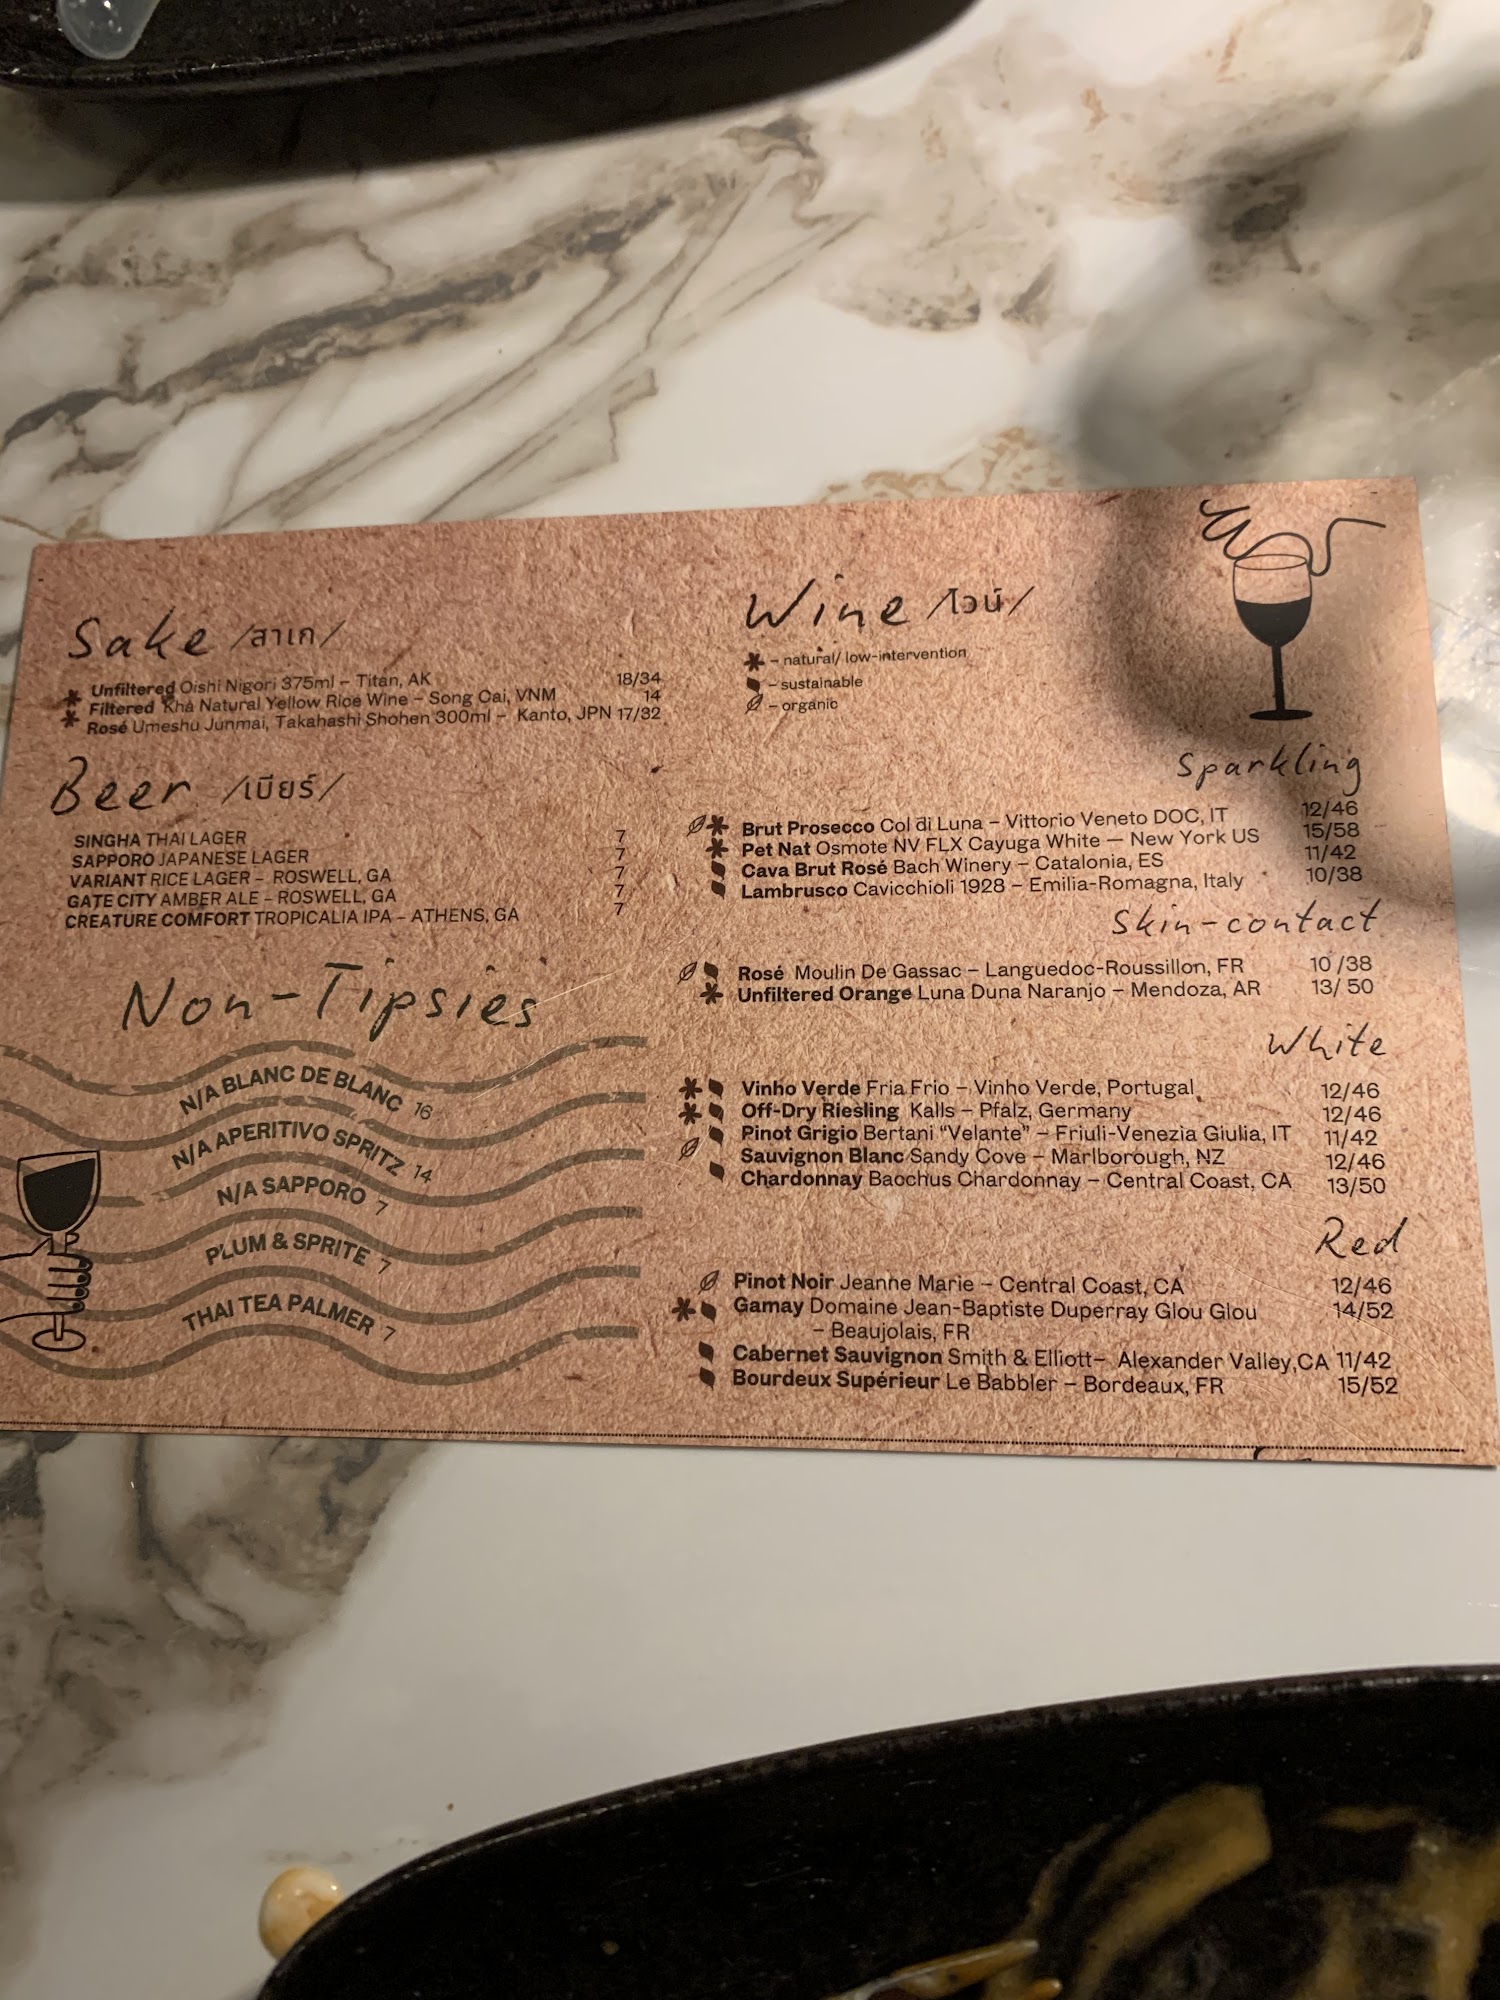 Sake /สาเก/
* Unfiltered Oishi Nigori 375ml – Titan, AK 18/34
* Filtered Khả Natural Yellow Rice Wine – Song Cai, VNM 14
Rosé Umeshu Junmai, Takahashi Shohen 300ml – Kanto, JPN 17/32
Beer /เบียร์/
SINGHA THAI LAGER 7
SAPPORO JAPANESE LAGER 7
VARIANT RICE LAGER – ROSWELL, GA 7
GATE CITY AMBER ALE – ROSWELL, GA 7
CREATURE COMFORT TROPICALIA IPA – ATHENS, GA 7
Non-Tipsies
N/A BLANC DE BLANC 16
N/A APERITIVO SPRITZ 14
N/A SAPPORO 7
PLUM & SPRITE 7
THAI TEA PALMER 7
Wine /ไวน์/
* – natural/ low-intervention
– sustainable
– organic
Sparkling
* Brut Prosecco Col di Luna – Vittorio Veneto DOC, IT 12/46
* Pet Nat Osmote NV FLX Cayuga White — New York US 15/58
Cava Brut Rosé Bach Winery – Catalonia, ES 11/42
Lambrusco Cavicchioli 1928 – Emilia-Romagna, Italy 10/38
Skin-contact
Rosé Moulin De Gassac – Languedoc-Roussillon, FR 10 /38
* Unfiltered Orange Luna Duna Naranjo – Mendoza, AR 13/ 50
White
* Vinho Verde Fria Frio – Vinho Verde, Portugal 12/46
* Off-Dry Riesling Kalls – Pfalz, Germany 12/46
Pinot Grigio Bertani “Velante” – Friuli-Venezia Giulia, IT 11/42
Sauvignon Blanc Sandy Cove – Marlborough, NZ 12/46
Chardonnay Bacchus Chardonnay – Central Coast, CA 13/50
Red
Pinot Noir Jeanne Marie – Central Coast, CA 12/46
* Gamay Domaine Jean-Baptiste Duperray Glou Glou 14/52
– Beaujolais, FR
Cabernet Sauvignon Smith & Elliott– Alexander Valley,CA 11/42
Bourdeux Supérieur Le Babbler – Bordeaux, FR 15/52